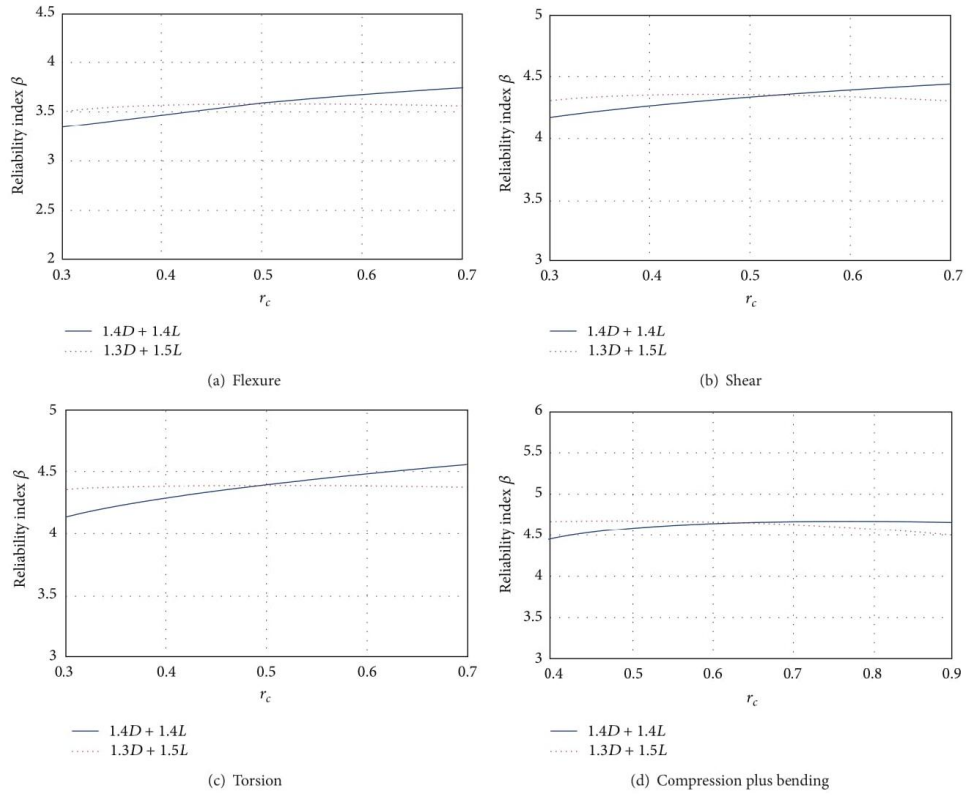 4.5
4
3.5
3
2.5
2
Reliability index β
0.3 0.4 0.5 0.6 0.7
r_c
1.4D + 1.4L
1.3D + 1.5L
(a) Flexure
5
4.5
4
3.5
3
Reliability index β
0.3 0.4 0.5 0.6 0.7
r_c
1.4D + 1.4L
1.3D + 1.5L
(b) Shear
5
4.5
4
3.5
3
Reliability index β
0.3 0.4 0.5 0.6 0.7
r_c
1.4D + 1.4L
1.3D + 1.5L
(c) Torsion
6
5.5
5
4.5
4
3.5
3
Reliability index β
0.4 0.5 0.6 0.7 0.8 0.9
r_c
1.4D + 1.4L
1.3D + 1.5L
(d) Compression plus bending